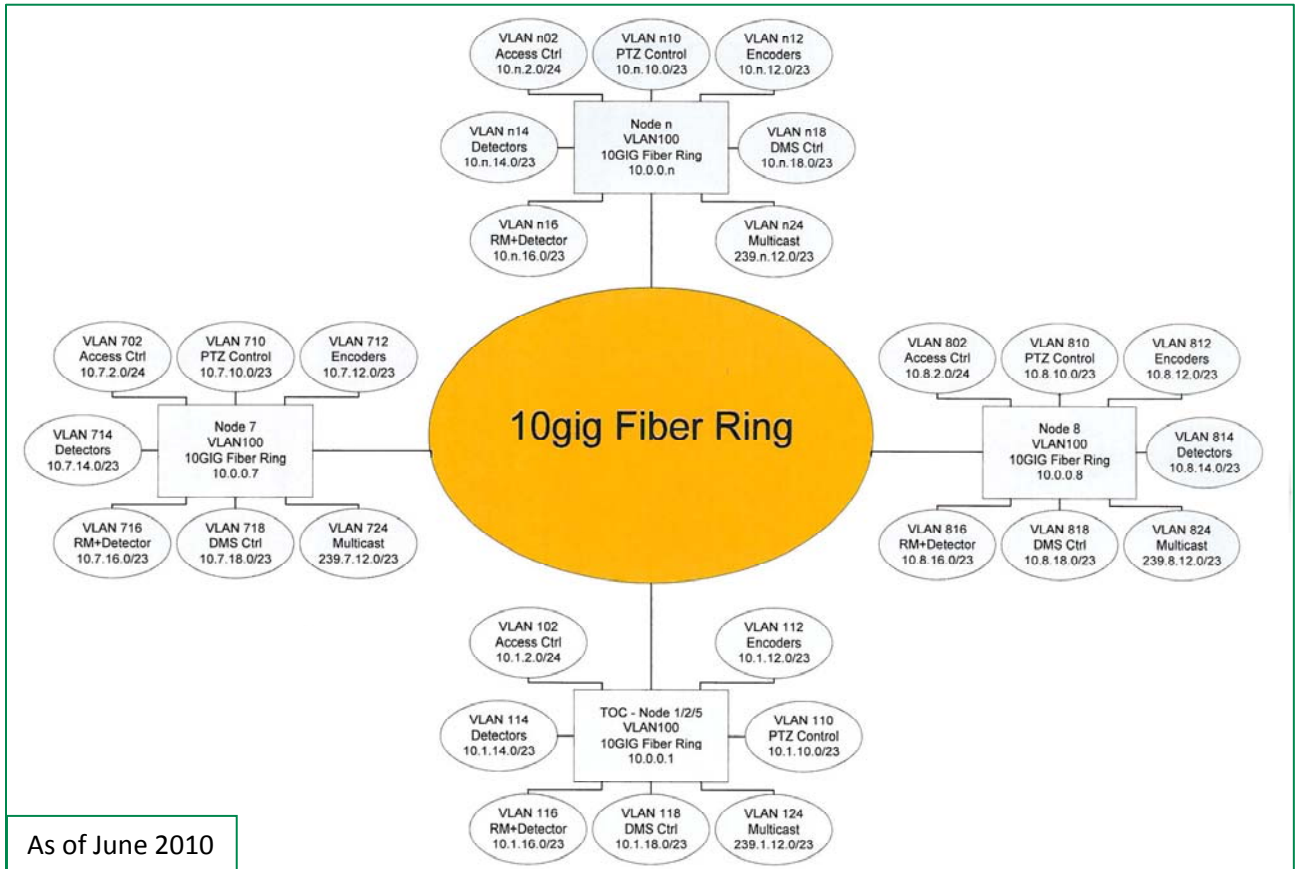 VLAN n02
Access Ctrl
10.n.2.0/24
VLAN n10
PTZ Control
10.n.10.0/23
VLAN n12
Encoders
10.n.12.0/23
VLAN n14
Detectors
10.n.14.0/23
Node n
VLAN100
10GIG Fiber Ring
10.0.0.n
VLAN n18
DMS Ctrl
10.n.18.0/23
VLAN n16
RM+Detector
10.n.16.0/23
VLAN n24
Multicast
239.n.12.0/23
VLAN 702
Access Ctrl
10.7.2.0/24
VLAN 710
PTZ Control
10.7.10.0/23
VLAN 712
Encoders
10.7.12.0/23
VLAN 714
Detectors
10.7.14.0/23
Node 7
VLAN100
10GIG Fiber Ring
10.0.0.7
VLAN 716
RM+Detector
10.7.16.0/23
VLAN 718
DMS Ctrl
10.7.18.0/23
VLAN 724
Multicast
239.7.12.0/23
10gig Fiber Ring
VLAN 802
Access Ctrl
10.8.2.0/24
VLAN 810
PTZ Control
10.8.10.0/23
VLAN 812
Encoders
10.8.12.0/23
Node 8
VLAN100
10GIG Fiber Ring
10.0.0.8
VLAN 814
Detectors
10.8.14.0/23
VLAN 816
RM+Detector
10.8.16.0/23
VLAN 818
DMS Ctrl
10.8.18.0/23
VLAN 824
Multicast
239.8.12.0/23
VLAN 102
Access Ctrl
10.1.2.0/24
VLAN 112
Encoders
10.1.12.0/23
VLAN 114
Detectors
10.1.14.0/23
TOC - Node 1/2/5
VLAN100
10GIG Fiber Ring
10.0.0.1
VLAN 110
PTZ Control
10.1.10.0/23
VLAN 116
RM+Detector
10.1.16.0/23
VLAN 118
DMS Ctrl
10.1.18.0/23
VLAN 124
Multicast
239.1.12.0/23
As of June 2010